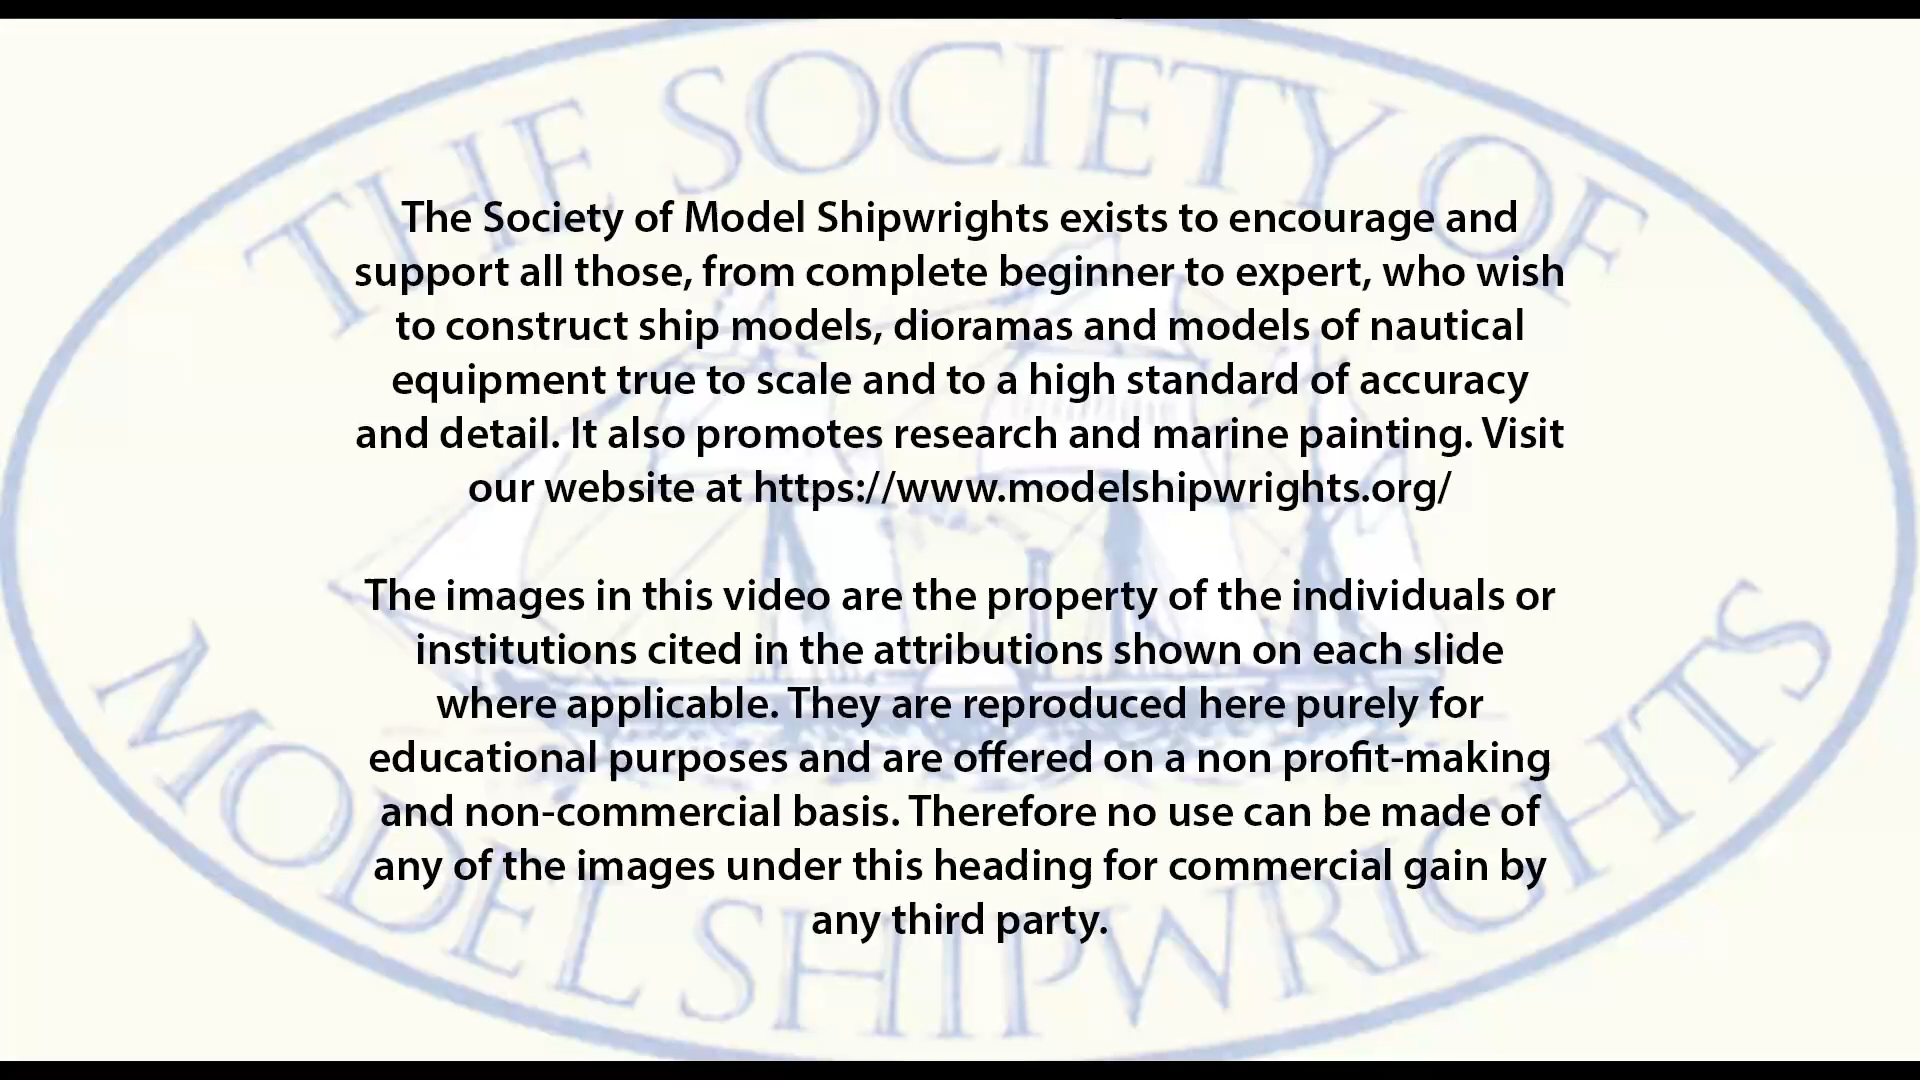 THE SOCIETY OF
The Society of Model Shipwrights exists to encourage and
support all those, from complete beginner to expert, who wish
to construct ship models, dioramas and models of nautical
equipment true to scale and to a high standard of accuracy
and detail. It also promotes research and marine painting. Visit
our website at https://www.modelshipwrights.org/
The images in this video are the property of the individuals or
institutions cited in the attributions shown on each slide
where applicable. They are reproduced here purely for
educational purposes and are offered on a non profit-making
and non-commercial basis. Therefore no use can be made of
any of the images under this heading for commercial gain by
any third party.
MODEL SHIPWRIGHTS